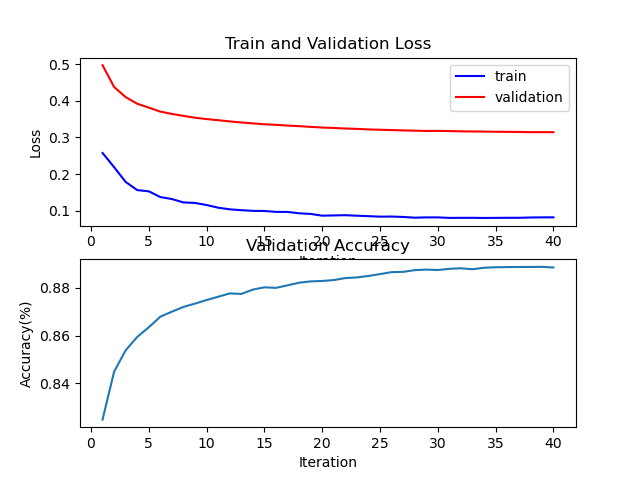 Train and Validation Loss
0.5
0.4
0.3
0.2
0.1
Loss
train
validation
0 5 10 15 20 25 30 35 40
Iteration
Validation Accuracy
0.88
0.86
0.84
Accuracy(%)
0 5 10 15 20 25 30 35 40
Iteration